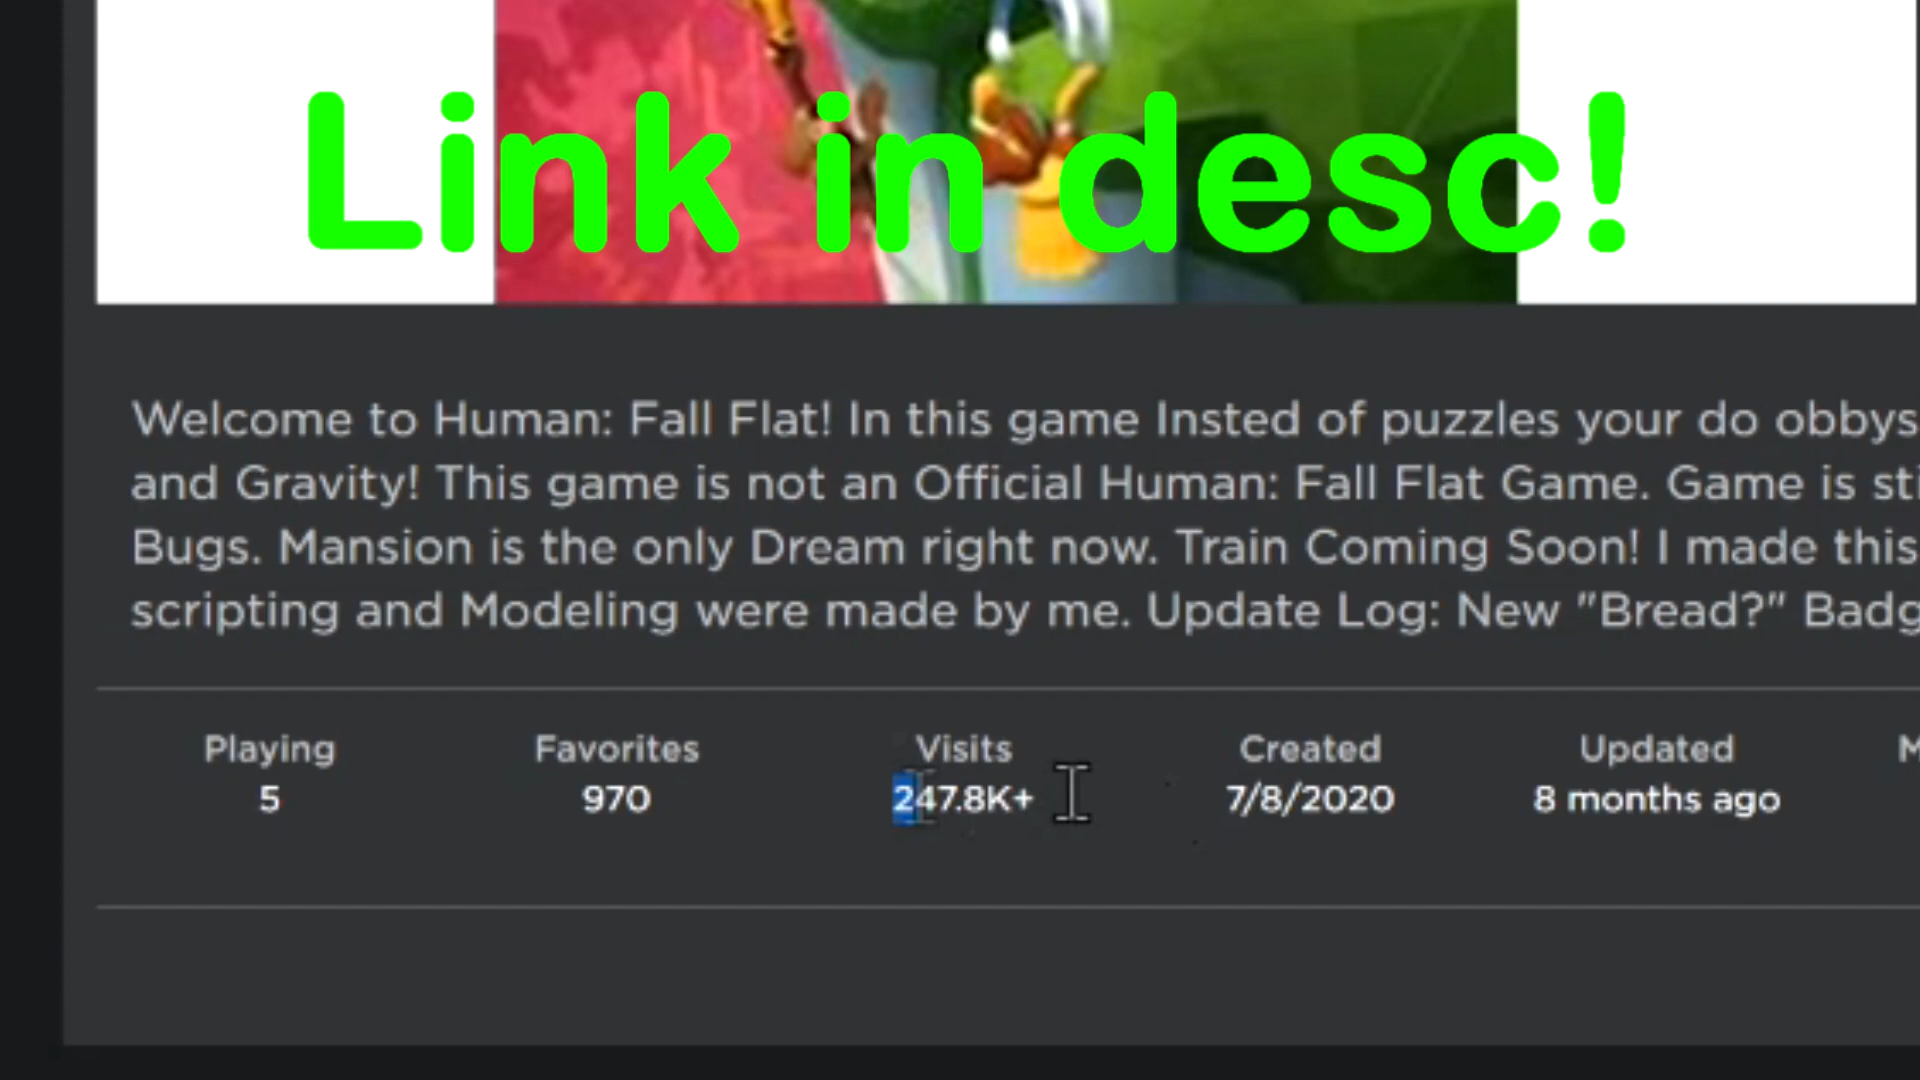 Link in desc!
Welcome to Human: Fall Flat! In this game Insted of puzzles your do obbys
and Gravity! This game is not an Official Human: Fall Flat Game. Game is sti
Bugs. Mansion is the only Dream right now. Train Coming Soon! I made this
scripting and Modeling were made by me. Update Log: New "Bread?" Badg
Playing Favorites Visits Created Updated M
5 970 247.8K+ 7/8/2020 8 months ago